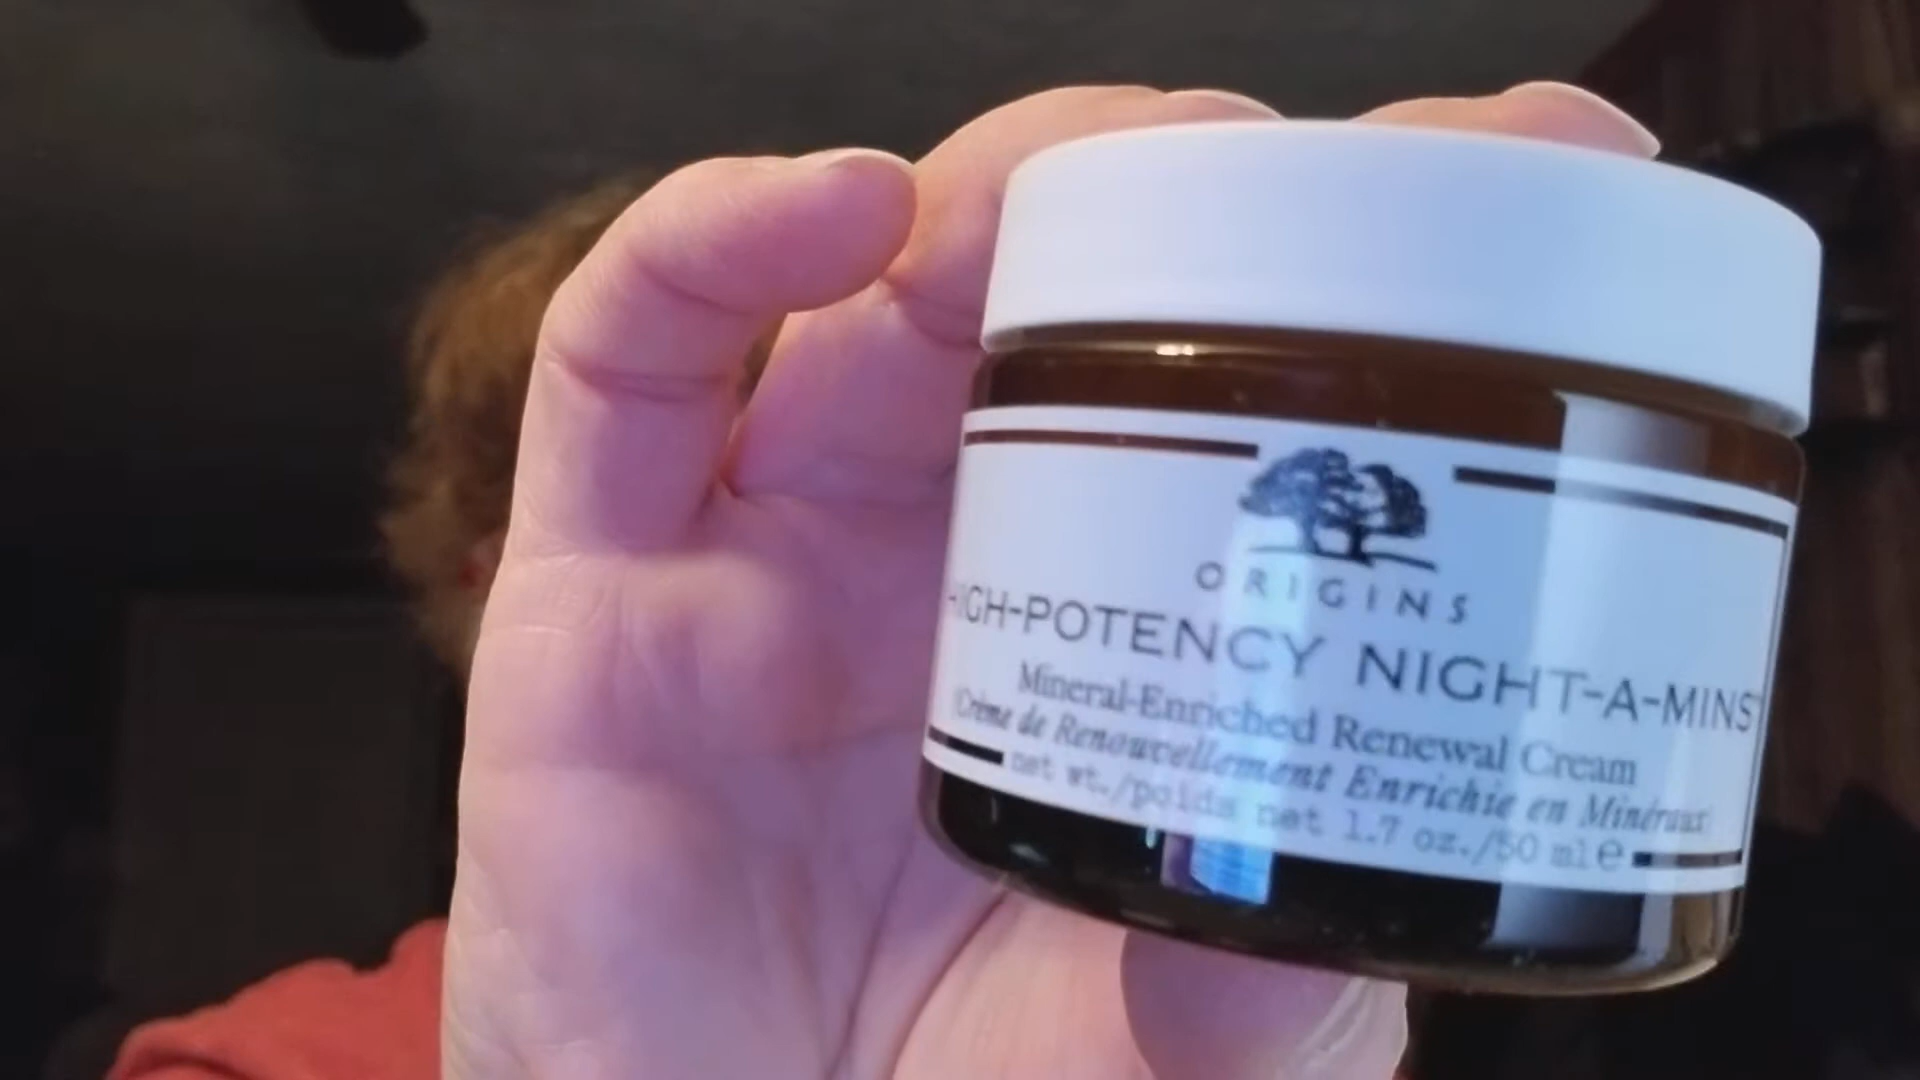 ORIGINS
HIGH-POTENCY NIGHT-A-MINS
Mineral-Enriched Renewal Cream
(Crème de Renouvellement Enrichie en Minéraux)
net wt./poids net 1.7 oz./50 ml e